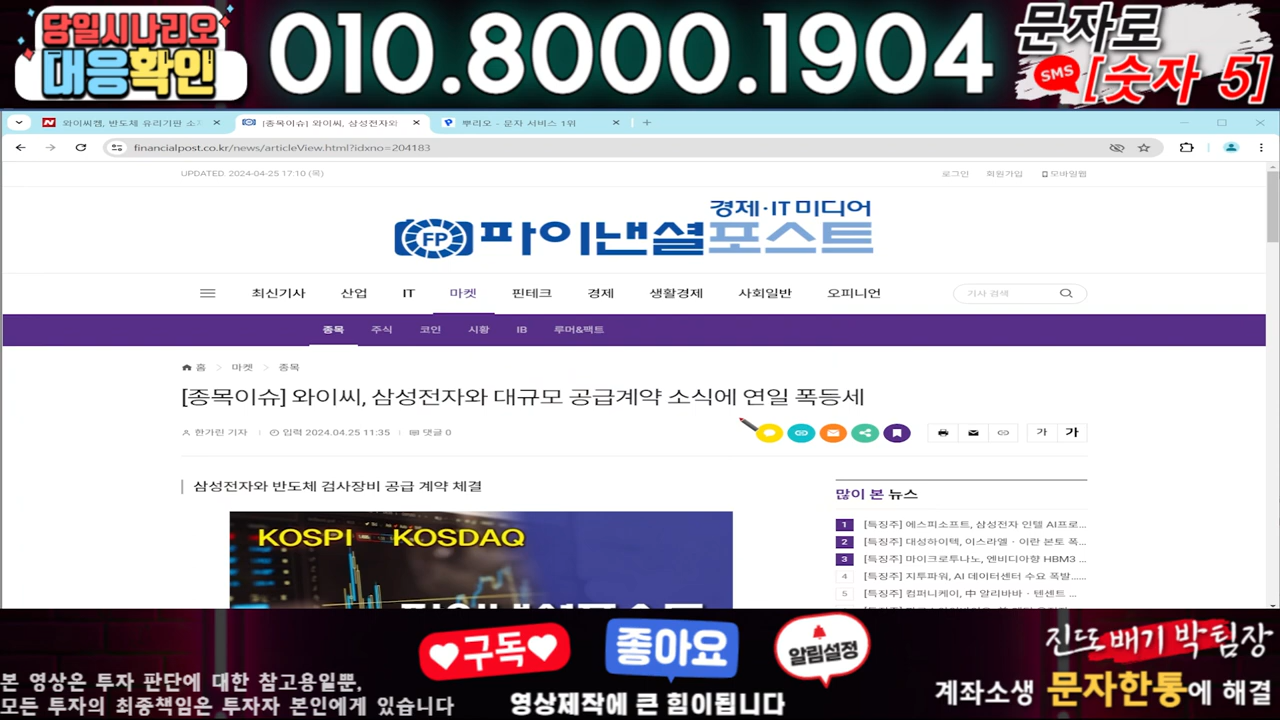 당일시나리오
대응확인
010.8000.1904
문자로
SMS
[숫자 5]
와이씨켐, 반도체 유리기판 소
[종목이슈] 와이씨, 삼성전자와
뿌리오 - 문자 서비스 1위
financialpost.co.kr/news/articleView.html?idxno=204183
UPDATED. 2024-04-25 17:10 (목)
로그인 회원가입 모바일웹
경제·IT미디어
FP 파이낸셜포스트
최신기사 산업 IT 마켓 핀테크 경제 생활경제 사회일반 오피니언
기사 검색
종목 주식 코인 시황 IB 루머&팩트
홈 마켓 종목
[종목이슈] 와이씨, 삼성전자와 대규모 공급계약 소식에 연일 폭등세
한가린 기자 입력 2024.04.25 11:35 댓글 0
가 가
삼성전자와 반도체 검사장비 공급 계약 체결
KOSPI KOSDAQ
많이 본 뉴스
1 [특징주] 에스피소프트, 삼성전자 인텔 AI프로...
2 [특징주] 대성하이텍, 이스라엘·이란 본토 폭...
3 [특징주] 마이크로투나노, 엔비디아향 HBM3 ...
4 [특징주] 지투파워, AI 데이터센터 수요 폭발......
5 [특징주] 컴퍼니케이, 中 알리바바·텐센트 ...
구독
좋아요
알림설정
영상제작에 큰 힘이됩니다
본 영상은 투자 판단에 대한 참고용일뿐,
모든 투자의 최종책임은 투자자 본인에게 있습니다
진또배기 박팀장
계좌소생 문자한통에 해결